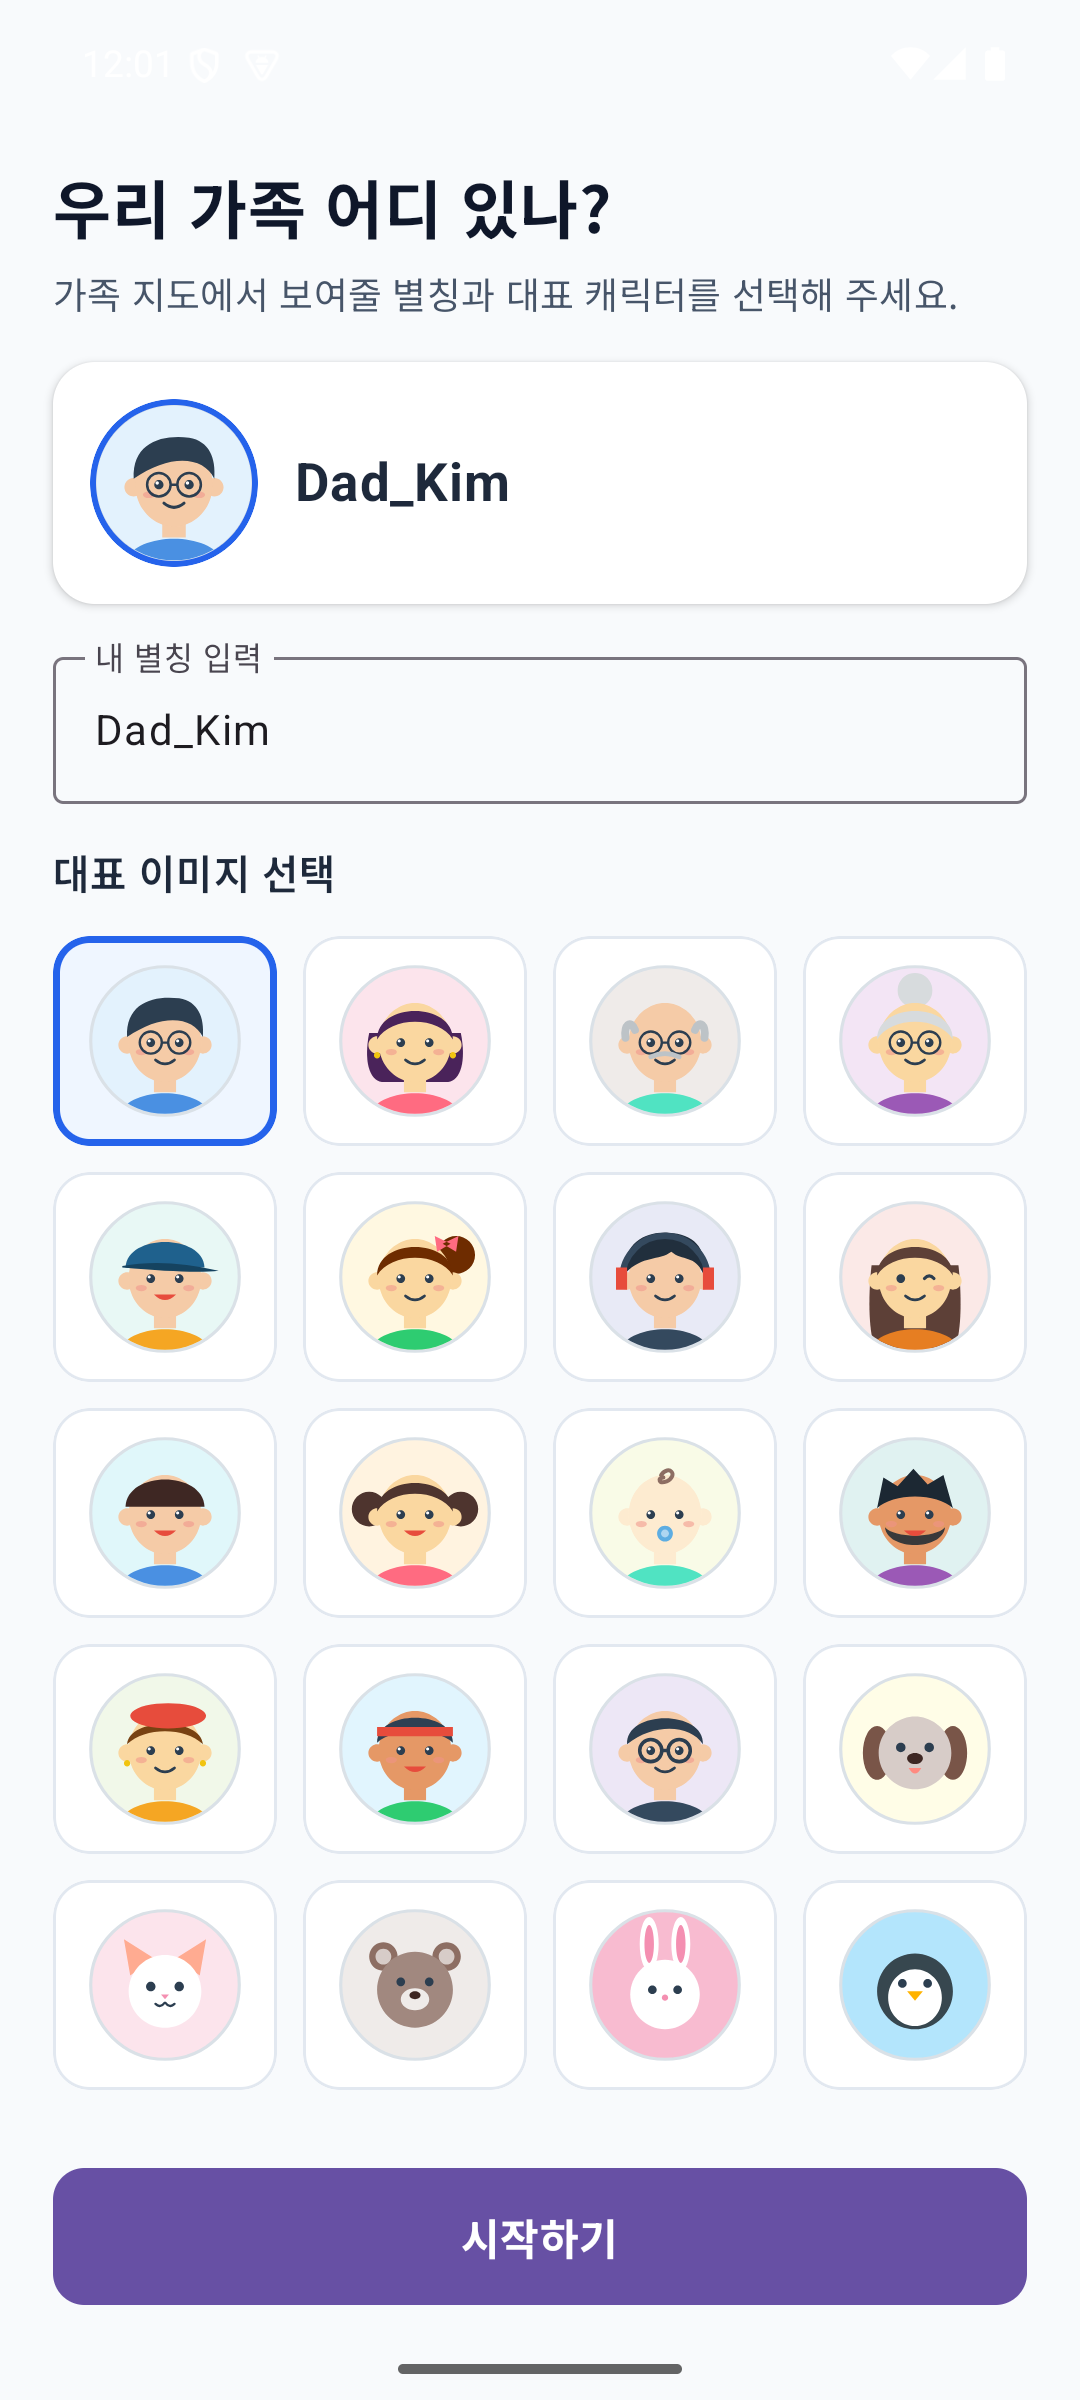 12:01
우리 가족 어디 있나?
가족 지도에서 보여줄 별칭과 대표 캐릭터를 선택해 주세요.
Dad_Kim
내 별칭 입력
Dad_Kim
대표 이미지 선택
시작하기